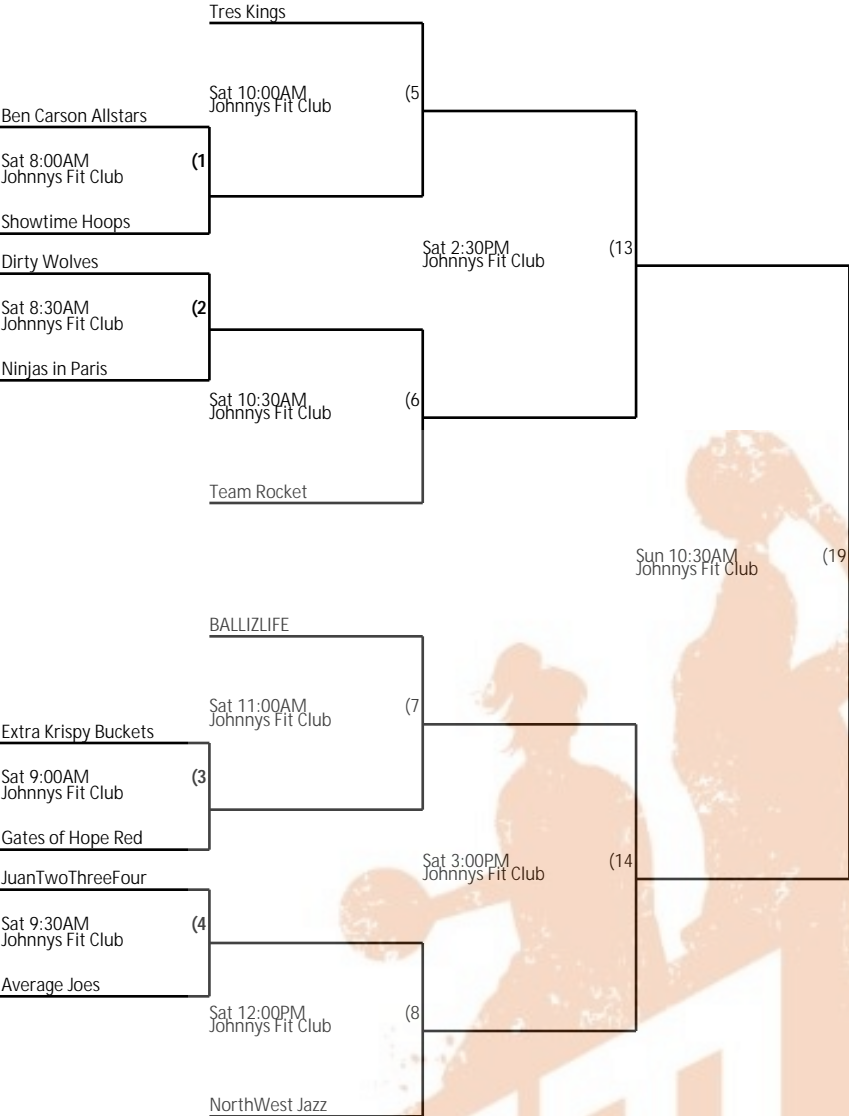 Tres Kings
Sat 10:00AM (5
Johnnys Fit Club
Ben Carson Allstars
Sat 8:00AM (1
Johnnys Fit Club
Showtime Hoops
Sat 2:30PM (13
Johnnys Fit Club
Dirty Wolves
Sat 8:30AM (2
Johnnys Fit Club
Ninjas in Paris
Sat 10:30AM (6
Johnnys Fit Club
Team Rocket
Sun 10:30AM (19
Johnnys Fit Club
BALLIZLIFE
Sat 11:00AM (7
Johnnys Fit Club
Extra Krispy Buckets
Sat 9:00AM (3
Johnnys Fit Club
Gates of Hope Red
Sat 3:00PM (14
Johnnys Fit Club
JuanTwoThreeFour
Sat 9:30AM (4
Johnnys Fit Club
Average Joes
Sat 12:00PM (8
Johnnys Fit Club
NorthWest Jazz